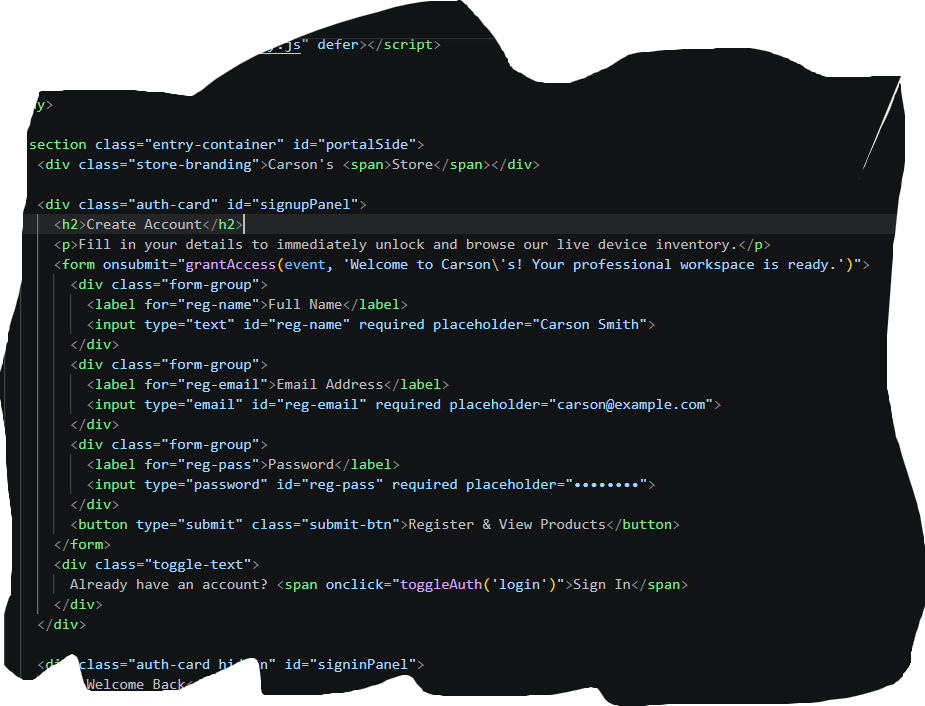 .js" defer></script>
y>
section class="entry-container" id="portalSide">
<div class="store-branding">Carson's <span>Store</span></div>
<div class="auth-card" id="signupPanel">
<h2>Create Account</h2>
<p>Fill in your details to immediately unlock and browse our live device inventory.</p>
<form onsubmit="grantAccess(event, 'Welcome to Carson\'s! Your professional workspace is ready.')">
<div class="form-group">
<label for="reg-name">Full Name</label>
<input type="text" id="reg-name" required placeholder="Carson Smith">
</div>
<div class="form-group">
<label for="reg-email">Email Address</label>
<input type="email" id="reg-email" required placeholder="carson@example.com">
</div>
<div class="form-group">
<label for="reg-pass">Password</label>
<input type="password" id="reg-pass" required placeholder="••••••••">
</div>
<button type="submit" class="submit-btn">Register & View Products</button>
</form>
<div class="toggle-text">
Already have an account? <span onclick="toggleAuth('login')">Sign In</span>
</div>
</div>
class="auth-card id="signinPanel">
Welcome Back